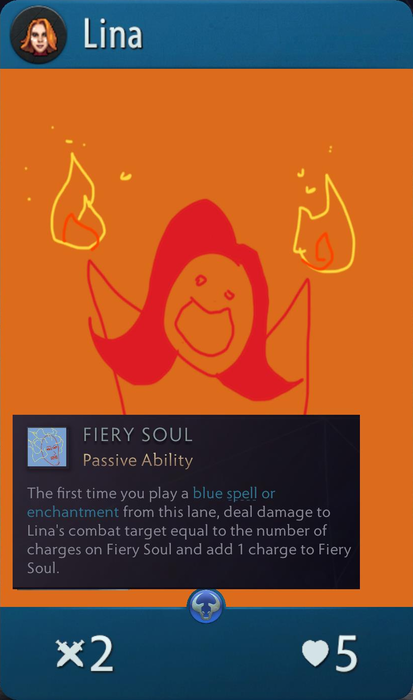 Lina
FIERY SOUL
Passive Ability
The first time you play a blue spell or
enchantment from this lane, deal damage to
Lina's combat target equal to the number of
charges on Fiery Soul and add 1 charge to Fiery
Soul.
2
5